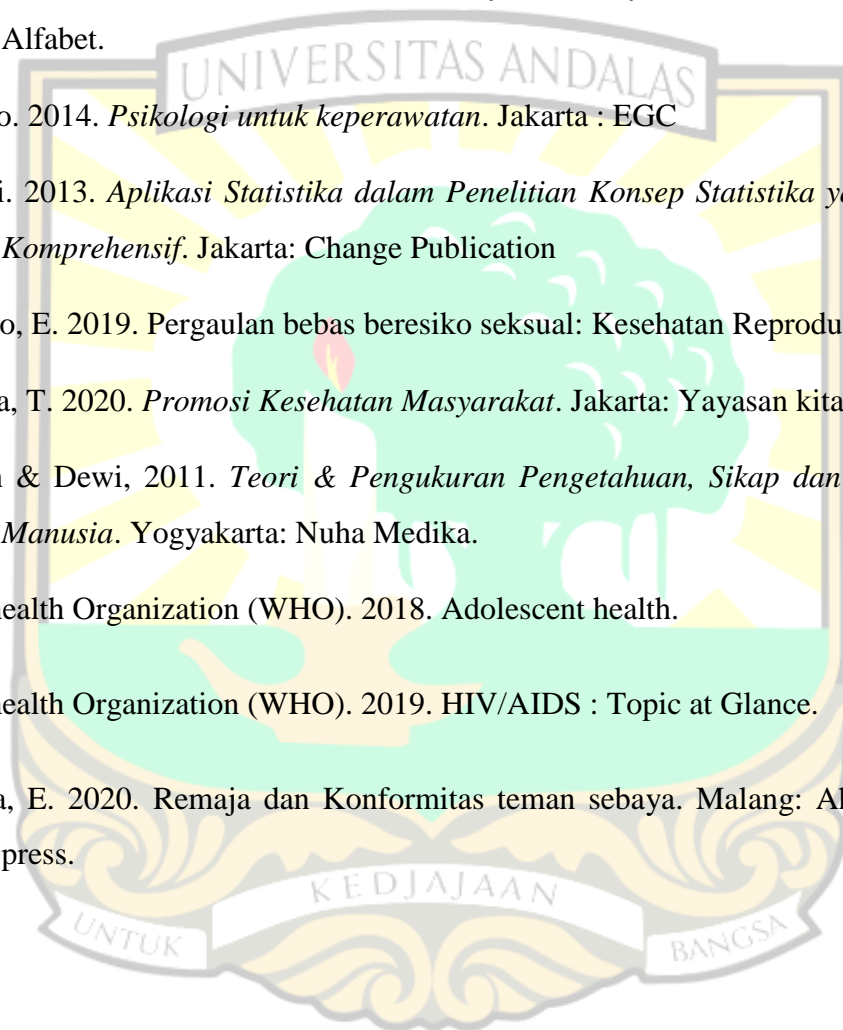 Alfabet.
UNIVERSITAS ANDALAS
o. 2014. Psikologi untuk keperawatan. Jakarta : EGC
i. 2013. Aplikasi Statistika dalam Penelitian Konsep Statistika
Komprehensif. Jakarta: Change Publication
o, E. 2019. Pergaulan bebas beresiko seksual: Kesehatan Reprodu
a, T. 2020. Promosi Kesehatan Masyarakat. Jakarta: Yayasan kita
& Dewi, 2011. Teori & Pengukuran Pengetahuan, Sikap dan
Manusia. Yogyakarta: Nuha Medika.
ealth Organization (WHO). 2018. Adolescent health.
ealth Organization (WHO). 2019. HIV/AIDS : Topic at Glance.
a, E. 2020. Remaja dan Konformitas teman sebaya. Malang:
press.
KEDJAJAAN
UNTUK
BANGSA